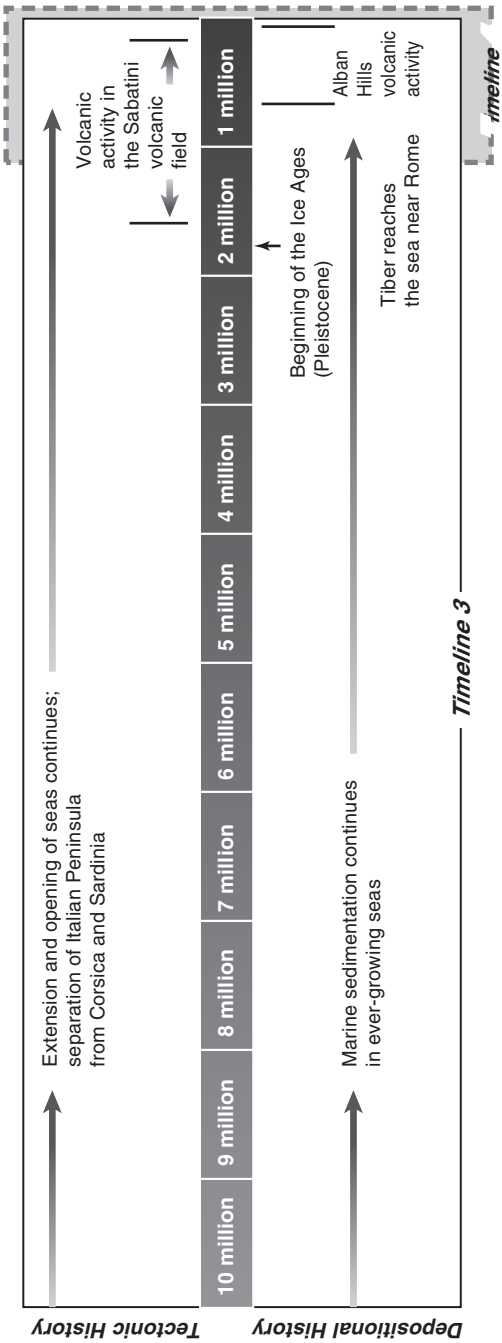 Tectonic History
Extension and opening of seas continues;
separation of Italian Peninsula
from Corsica and Sardinia
Volcanic
activity in
the Sabatini
volcanic
field
10 million
9 million
8 million
7 million
6 million
5 million
4 million
3 million
2 million
1 million
Depositional History
Marine sedimentation continues
in ever-growing seas
Beginning of the Ice Ages
(Pleistocene)
Tiber reaches
the sea near Rome
Alban
Hills
volcanic
activity
Timeline 3
imeline